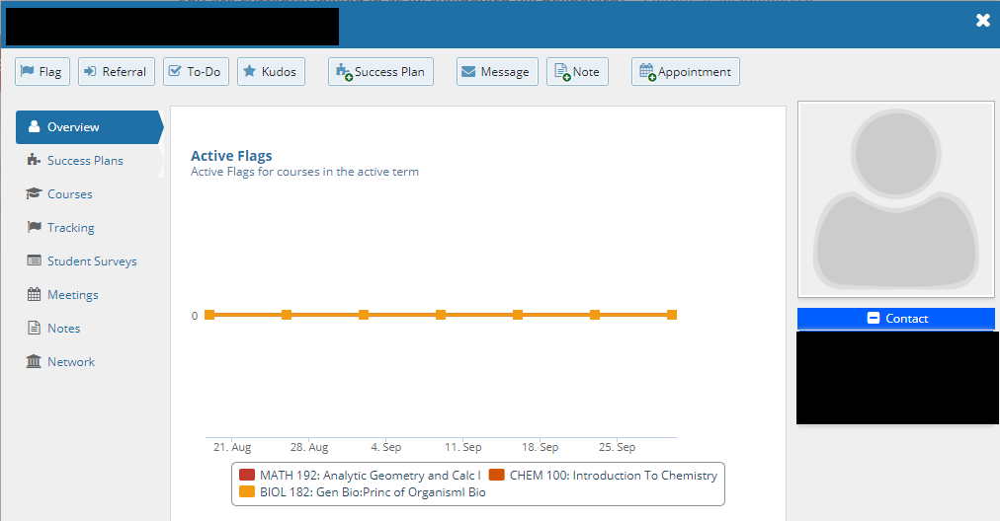 Flag
Referral
To-Do
Kudos
Success Plan
Message
Note
Appointment
Overview
Success Plans
Courses
Tracking
Student Surveys
Meetings
Notes
Network
Active Flags
Active Flags for courses in the active term
0
21. Aug
28. Aug
4. Sep
11. Sep
18. Sep
25. Sep
MATH 192: Analytic Geometry and Calc I
CHEM 100: Introduction To Chemistry
BIOL 182: Gen Bio:Princ of Organisml Bio
Contact